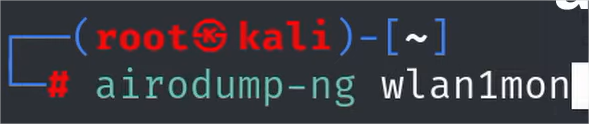 ┌──(root㉿kali)-[~]
└─# airodump-ng wlan1mon